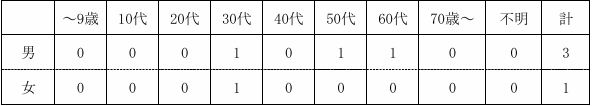 ～9歳 10代 20代 30代 40代 50代 60代 70歳～ 不明 計
男 0 0 0 1 0 1 1 0 0 3
女 0 0 0 1 0 0 0 0 0 1